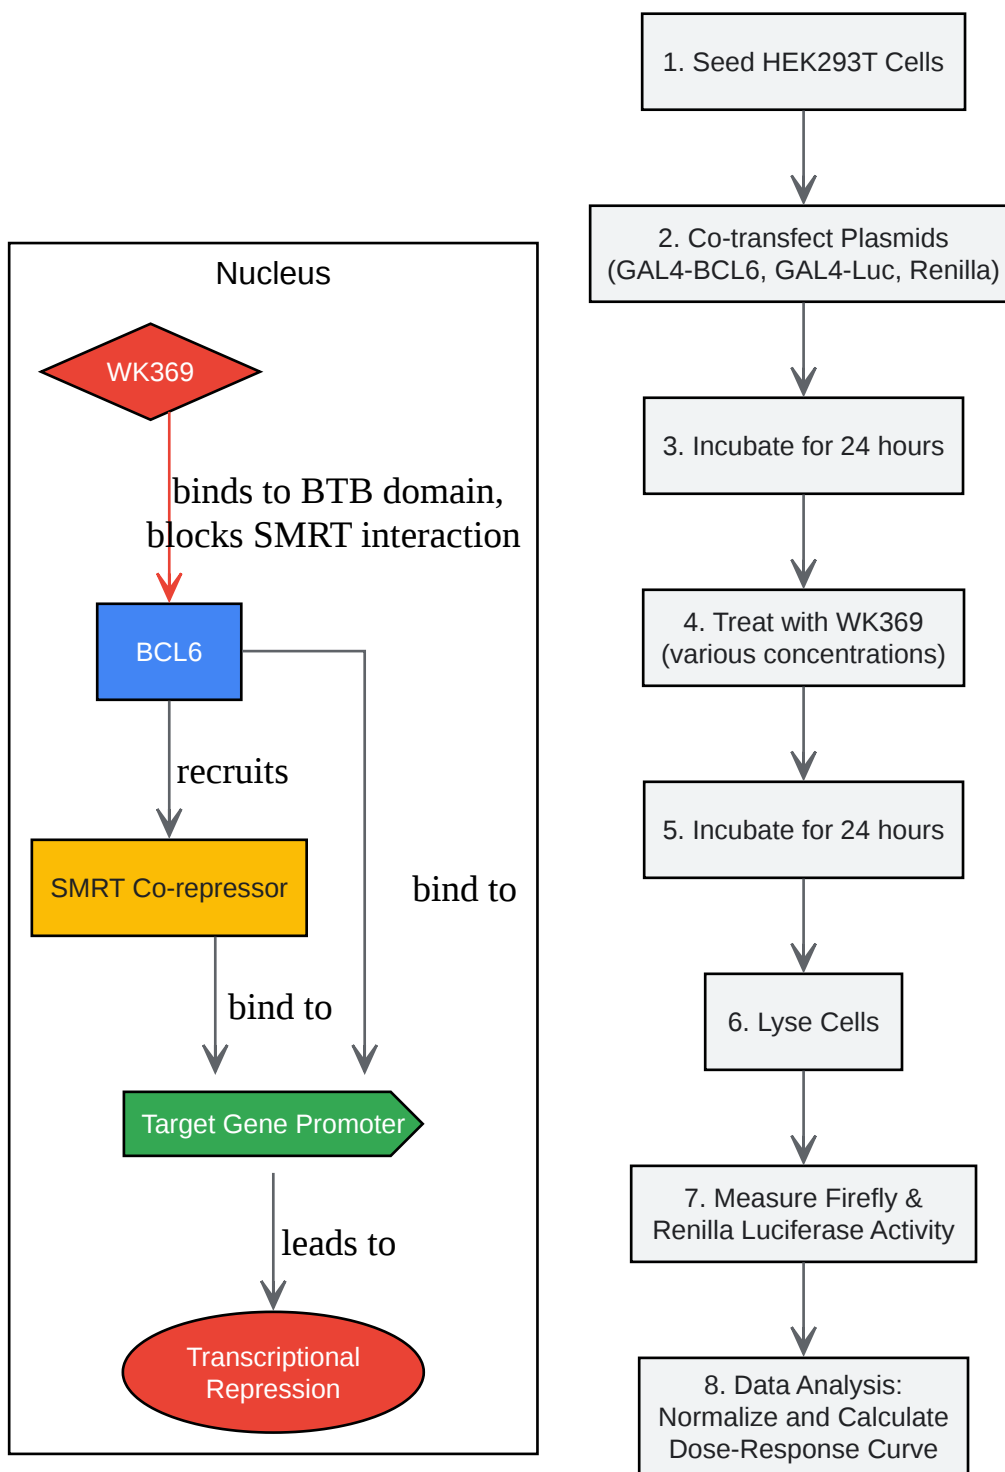 Nucleus
WK369
binds to BTB domain,
blocks SMRT interaction
BCL6
recruits
SMRT Co-repressor
bind to
bind to
Target Gene Promoter
leads to
Transcriptional
Repression
1. Seed HEK293T Cells
2. Co-transfect Plasmids
(GAL4-BCL6, GAL4-Luc, Renilla)
3. Incubate for 24 hours
4. Treat with WK369
(various concentrations)
5. Incubate for 24 hours
6. Lyse Cells
7. Measure Firefly &
Renilla Luciferase Activity
8. Data Analysis:
Normalize and Calculate
Dose-Response Curve